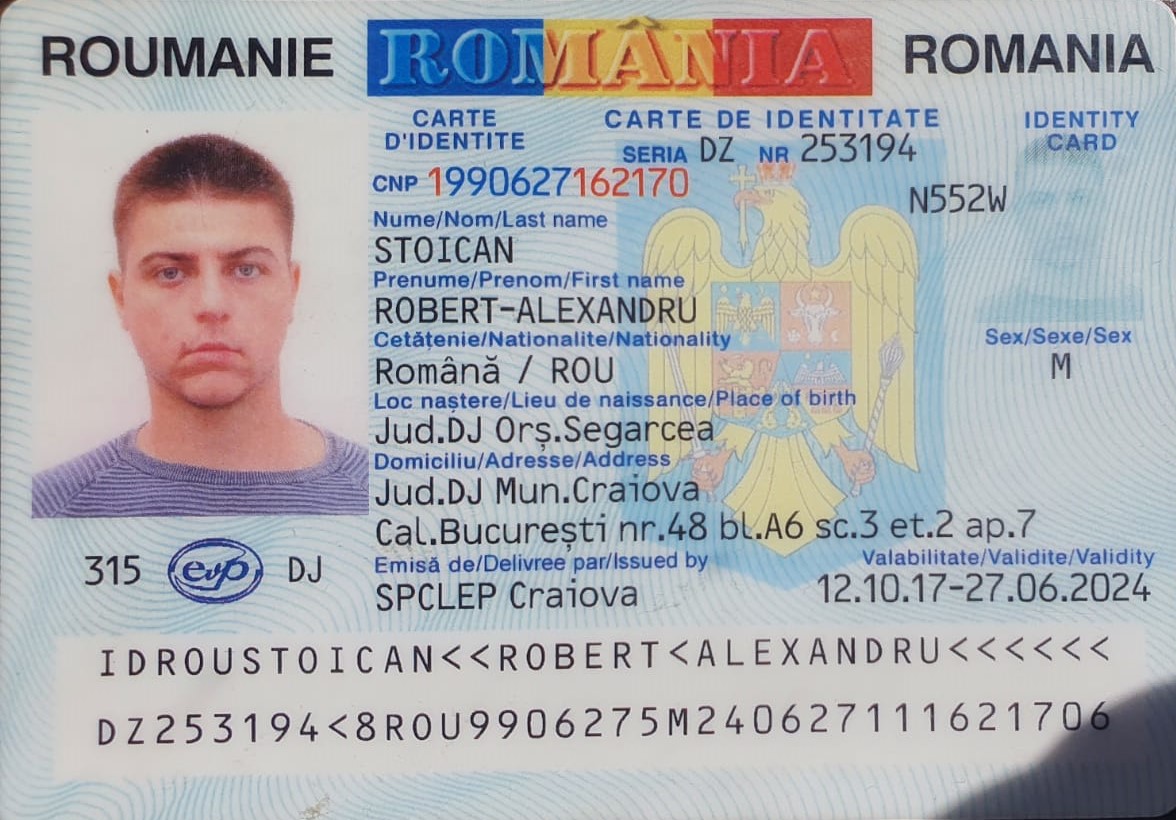 ROUMANIE ROMÂNIA ROMANIA
CARTE D'IDENTITE
CARTE DE IDENTITATE
IDENTITY CARD
SERIA DZ NR 253194
CNP 1990627162170
N552W
Nume/Nom/Last name
STOICAN
Prenume/Prenom/First name
ROBERT-ALEXANDRU
Cetățenie/Nationalite/Nationality
Română / ROU
Sex/Sexe/Sex
M
Loc naștere/Lieu de naissance/Place of birth
Jud.DJ Orș.Segarcea
Domiciliu/Adresse/Address
Jud.DJ Mun.Craiova
Cal.București nr.48 bl.A6 sc.3 et.2 ap.7
Emisă de/Delivree par/Issued by
SPCLEP Craiova
Valabilitate/Validite/Validity
12.10.17-27.06.2024
315 evp DJ
IDROUSTOICAN<<ROBERT<ALEXANDRU<<<<<<
DZ253194<8ROU9906275M240627111621706